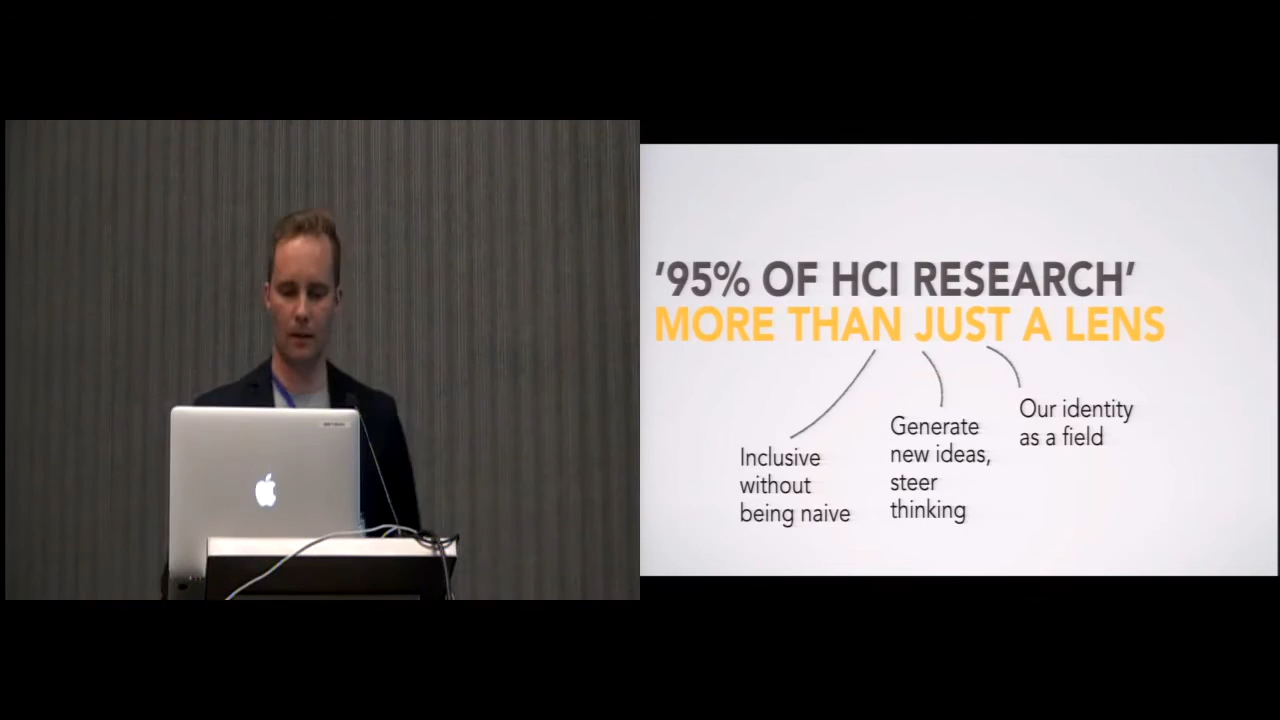 '95% OF HCI RESEARCH'
MORE THAN JUST A LENS
Inclusive
without
being naive
Generate
new ideas,
steer
thinking
Our identity
as a field